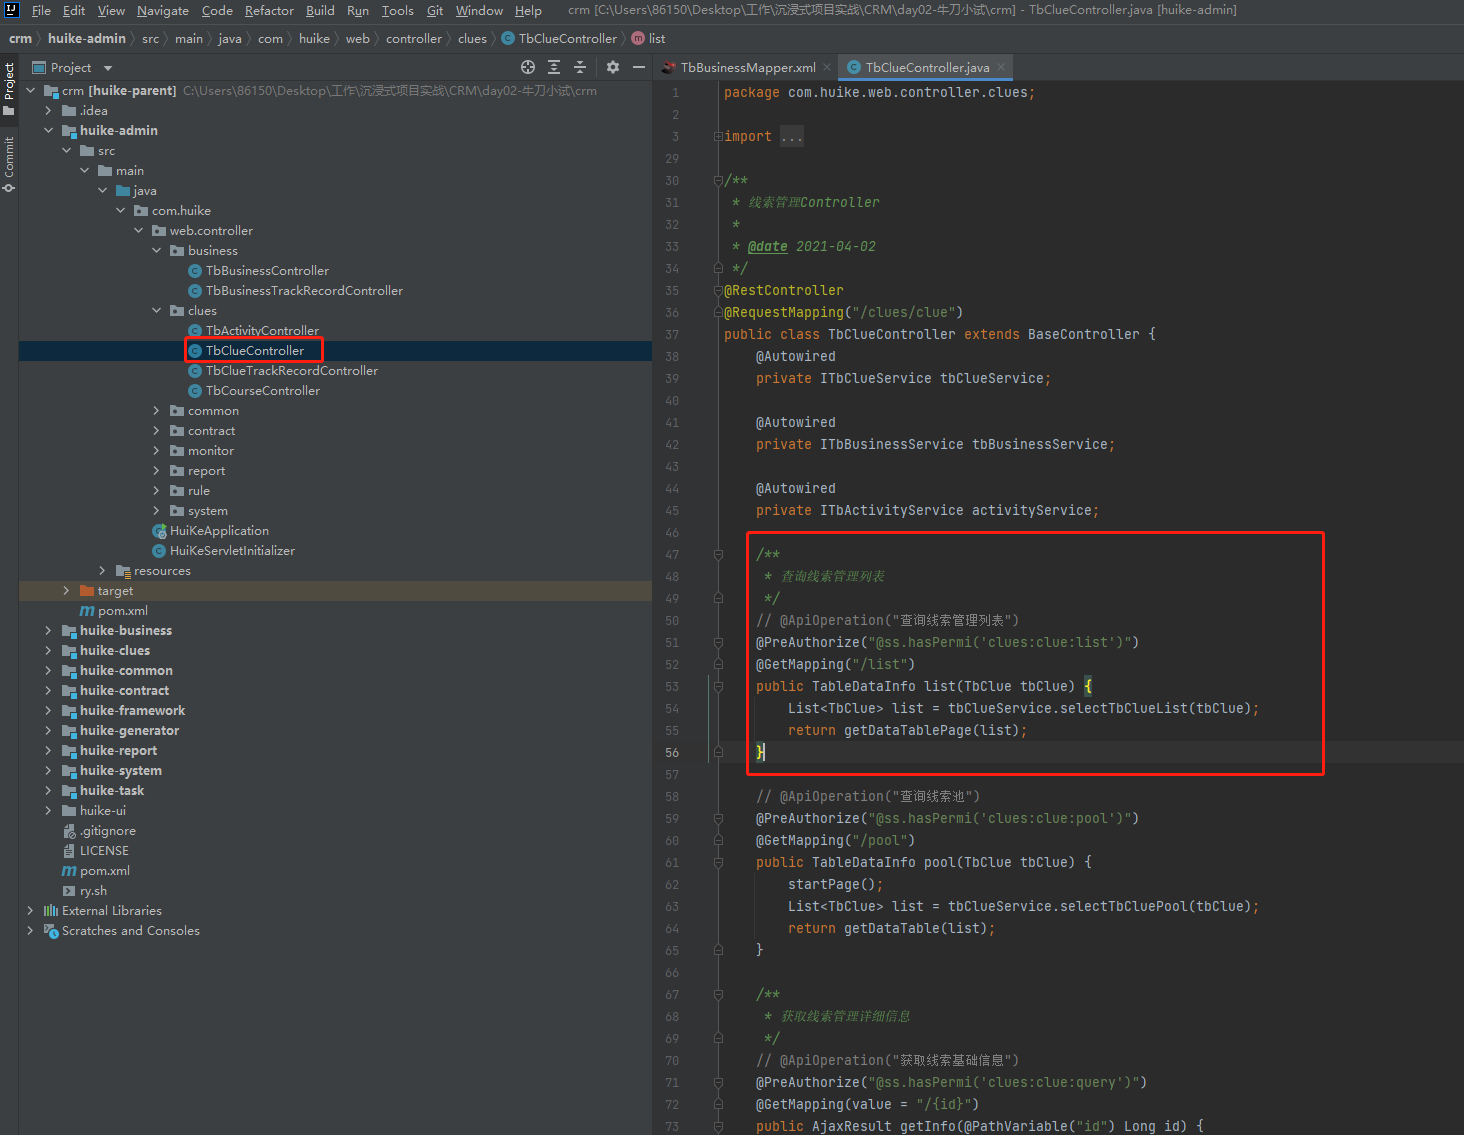 File Edit View Navigate Code Refactor Build Run Tools Git Window Help crm [C:\Users\86150\Desktop\工作\沉浸式项目实战\CRM\day02-牛刀小试\crm] - TbClueController.java [huike-admin]
crm huike-admin src main java com huike web controller clues TbClueController list
Project
Commit
Project
crm [huike-parent] C:\Users\86150\Desktop\工作\沉浸式项目实战\CRM\day02-牛刀小试\crm
.idea
huike-admin
src
main
java
com.huike
web.controller
business
TbBusinessController
TbBusinessTrackRecordController
clues
TbActivityController
TbClueController
TbClueTrackRecordController
TbCourseController
common
contract
monitor
report
rule
system
HuiKeApplication
HuiKeServletInitializer
resources
target
pom.xml
huike-business
huike-clues
huike-common
huike-contract
huike-framework
huike-generator
huike-report
huike-system
huike-task
huike-ui
.gitignore
LICENSE
pom.xml
ry.sh
External Libraries
Scratches and Consoles
TbBusinessMapper.xml TbClueController.java
1 package com.huike.web.controller.clues;
2
3 import ...
29
30 /**
31 * 线索管理Controller
32 *
33 * @date 2021-04-02
34 */
35 @RestController
36 @RequestMapping("/clues/clue")
37 public class TbClueController extends BaseController {
38 @Autowired
39 private ITbClueService tbClueService;
40
41 @Autowired
42 private ITbBusinessService tbBusinessService;
43
44 @Autowired
45 private ITbActivityService activityService;
46
47 /**
48 * 查询线索管理列表
49 */
50 // @ApiOperation("查询线索管理列表")
51 @PreAuthorize("@ss.hasPermi('clues:clue:list')")
52 @GetMapping("/list")
53 public TableDataInfo list(TbClue tbClue) {
54 List<TbClue> list = tbClueService.selectTbClueList(tbClue);
55 return getDataTablePage(list);
56 }
57
58 // @ApiOperation("查询线索池")
59 @PreAuthorize("@ss.hasPermi('clues:clue:pool')")
60 @GetMapping("/pool")
61 public TableDataInfo pool(TbClue tbClue) {
62 startPage();
63 List<TbClue> list = tbClueService.selectTbCluePool(tbClue);
64 return getDataTable(list);
65 }
66
67 /**
68 * 获取线索管理详细信息
69 */
70 // @ApiOperation("获取线索基础信息")
71 @PreAuthorize("@ss.hasPermi('clues:clue:query')")
72 @GetMapping(value = "/{id}")
73 public AjaxResult getInfo(@PathVariable("id") Long id) {